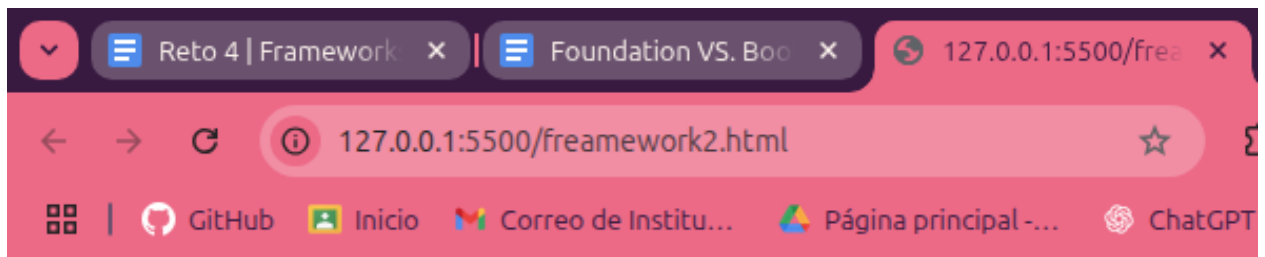 Reto 4 | Framework Foundation VS. Boo 127.0.0.1:5500/frea
127.0.0.1:5500/freamework2.html
GitHub Inicio Correo de Institu... Página principal -... ChatGPT